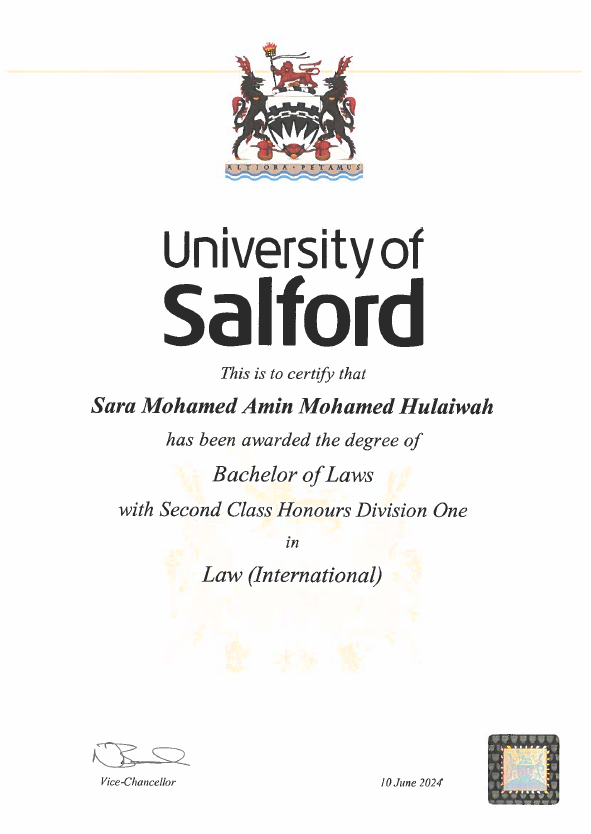 ALTIORA · PETAMUS
University of
Salford
This is to certify that
Sara Mohamed Amin Mohamed Hulaiwah
has been awarded the degree of
Bachelor of Laws
with Second Class Honours Division One
in
Law (International)
Vice-Chancellor
10 June 2024